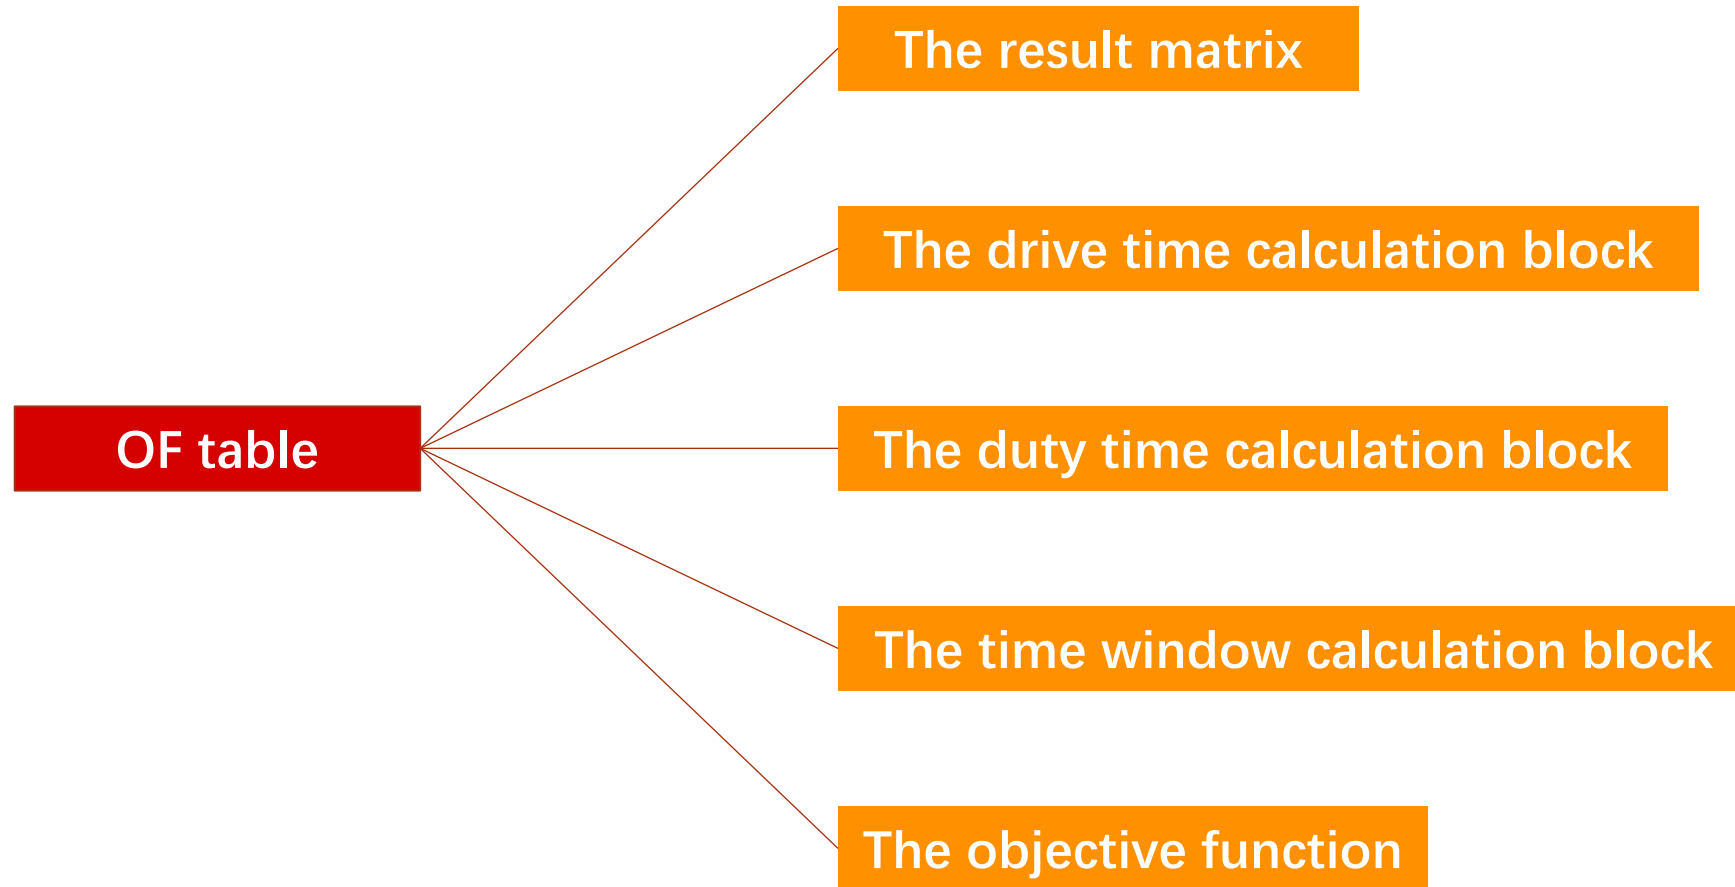 The result matrix
The drive time calculation block
OF table
The duty time calculation block
The time window calculation block
The objective function